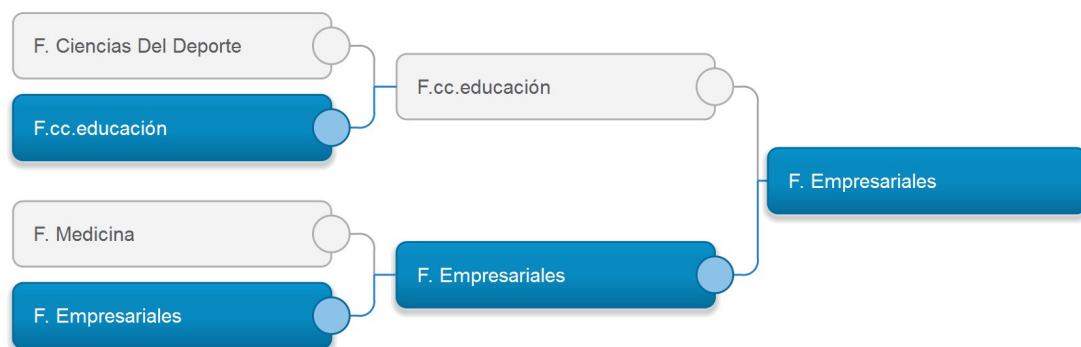 F. Ciencias Del Deporte
F.cc.educación
F.cc.educación
F. Empresariales
F. Medicina
F. Empresariales
F. Empresariales